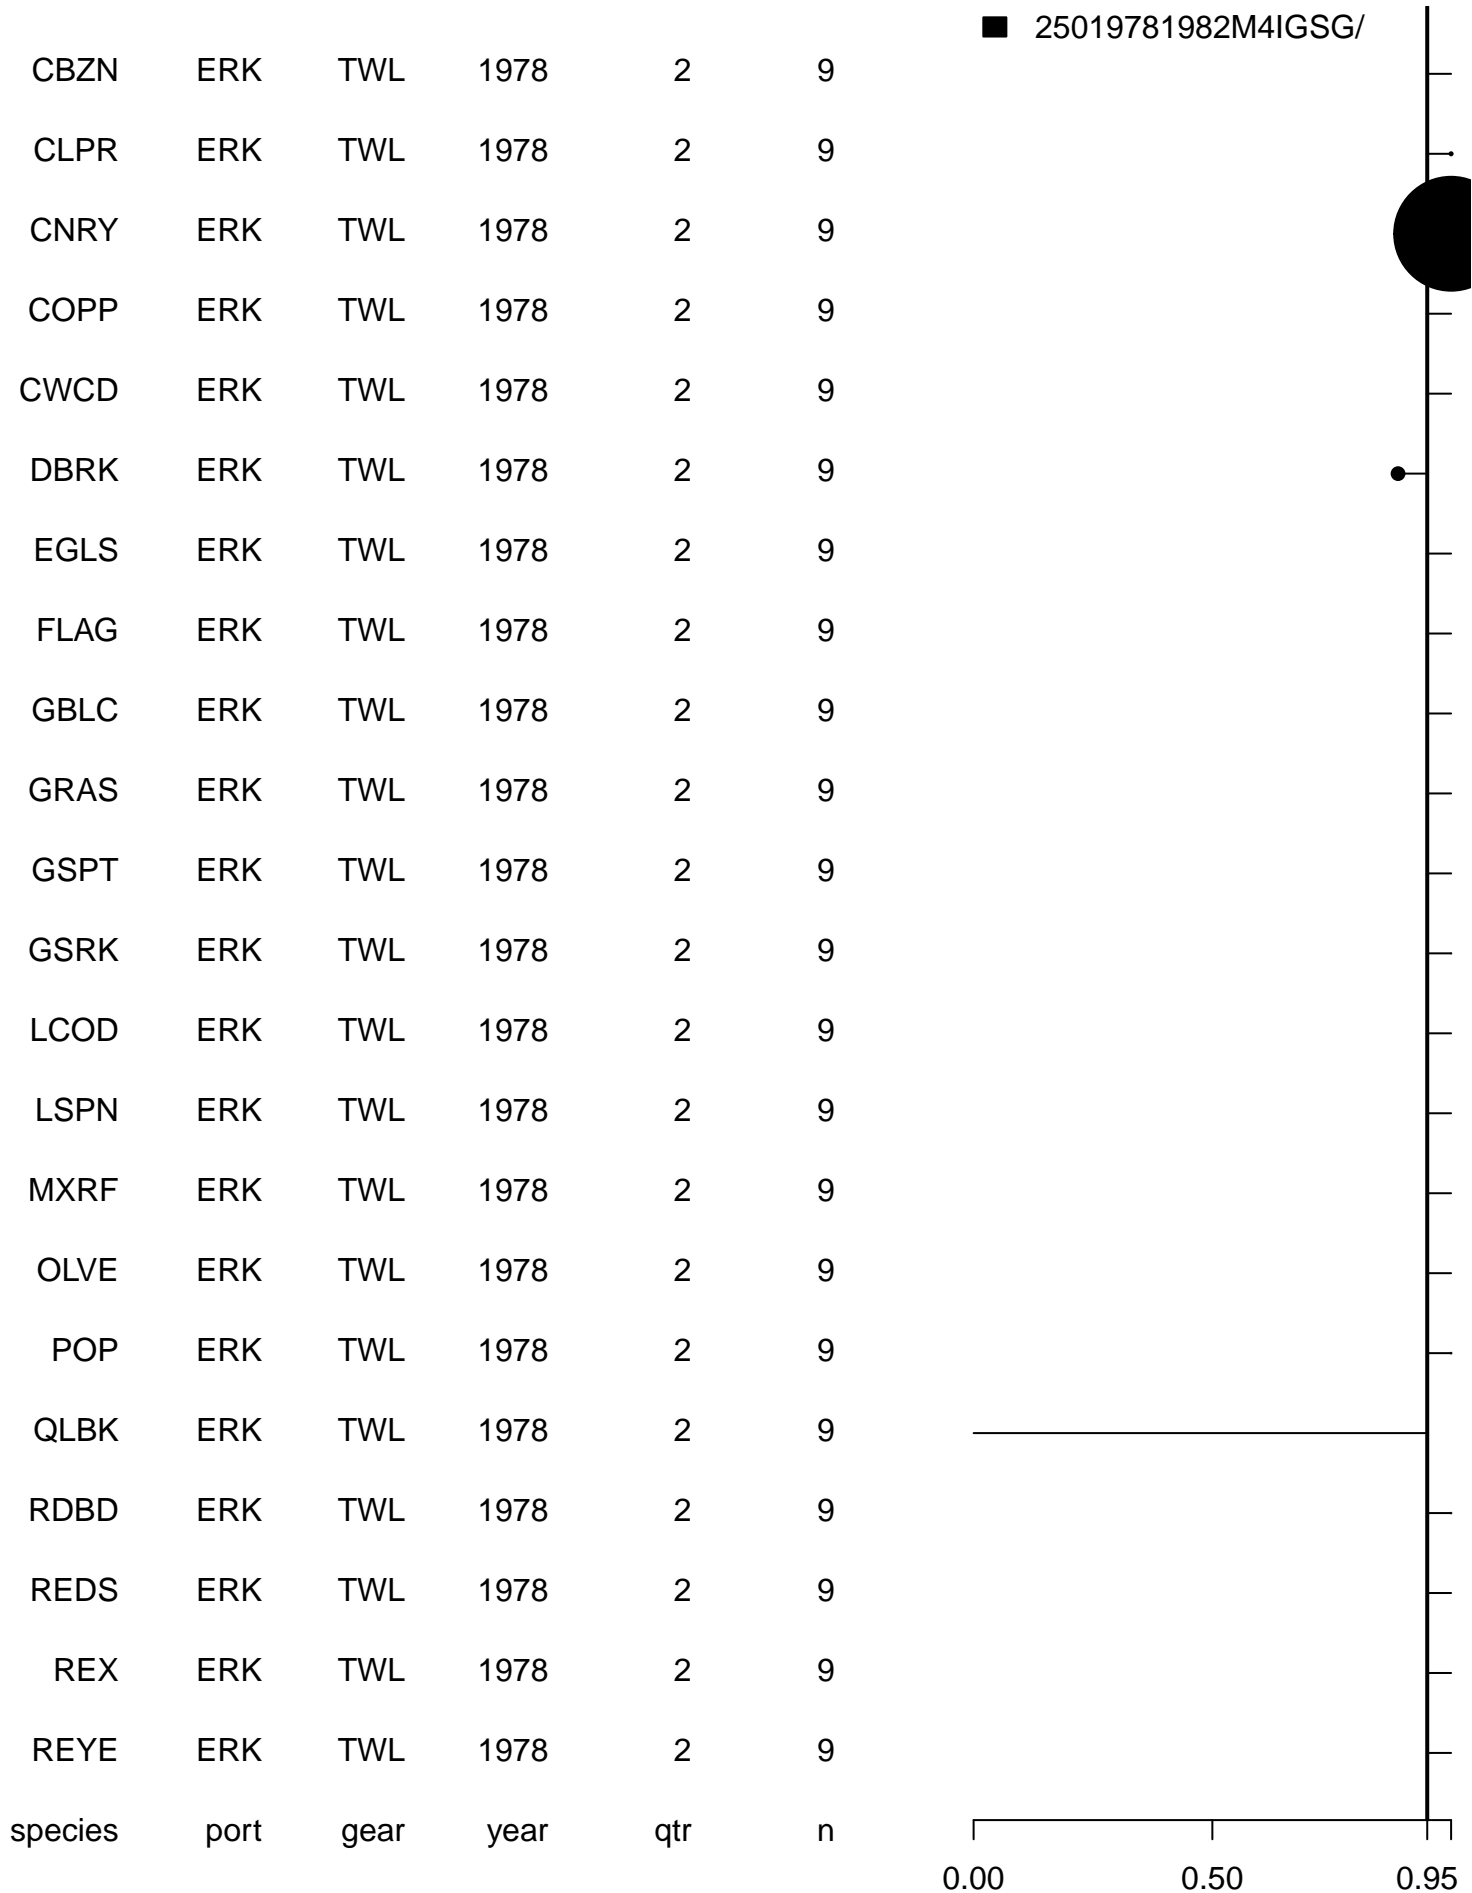 25019781982M4IGSG/
CBZN ERK TWL 1978 2 9
CLPR ERK TWL 1978 2 9
CNRY ERK TWL 1978 2 9
COPP ERK TWL 1978 2 9
CWCD ERK TWL 1978 2 9
DBRK ERK TWL 1978 2 9
EGLS ERK TWL 1978 2 9
FLAG ERK TWL 1978 2 9
GBLC ERK TWL 1978 2 9
GRAS ERK TWL 1978 2 9
GSPT ERK TWL 1978 2 9
GSRK ERK TWL 1978 2 9
LCOD ERK TWL 1978 2 9
LSPN ERK TWL 1978 2 9
MXRF ERK TWL 1978 2 9
OLVE ERK TWL 1978 2 9
POP ERK TWL 1978 2 9
QLBK ERK TWL 1978 2 9
RDBD ERK TWL 1978 2 9
REDS ERK TWL 1978 2 9
REX ERK TWL 1978 2 9
REYE ERK TWL 1978 2 9
species port gear year qtr n
0.00 0.50 0.95